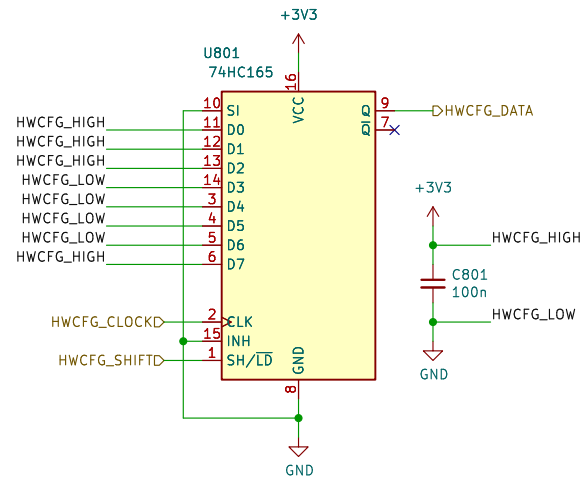 +3V3
U801
74HC165
16
VCC
10 SI
HWCFG_HIGH 11 D0
HWCFG_HIGH 12 D1
HWCFG_HIGH 13 D2
HWCFG_LOW 14 D3
HWCFG_LOW 3 D4
HWCFG_LOW 4 D5
HWCFG_LOW 5 D6
HWCFG_HIGH 6 D7
HWCFG_CLOCK 2 CLK
15 INH
HWCFG_SHIFT 1 SH/L̅D̅
GND
8
GND
Q 9 HWCFG_DATA
Q̅ 7
+3V3
HWCFG_HIGH
C801
100n
HWCFG_LOW
GND